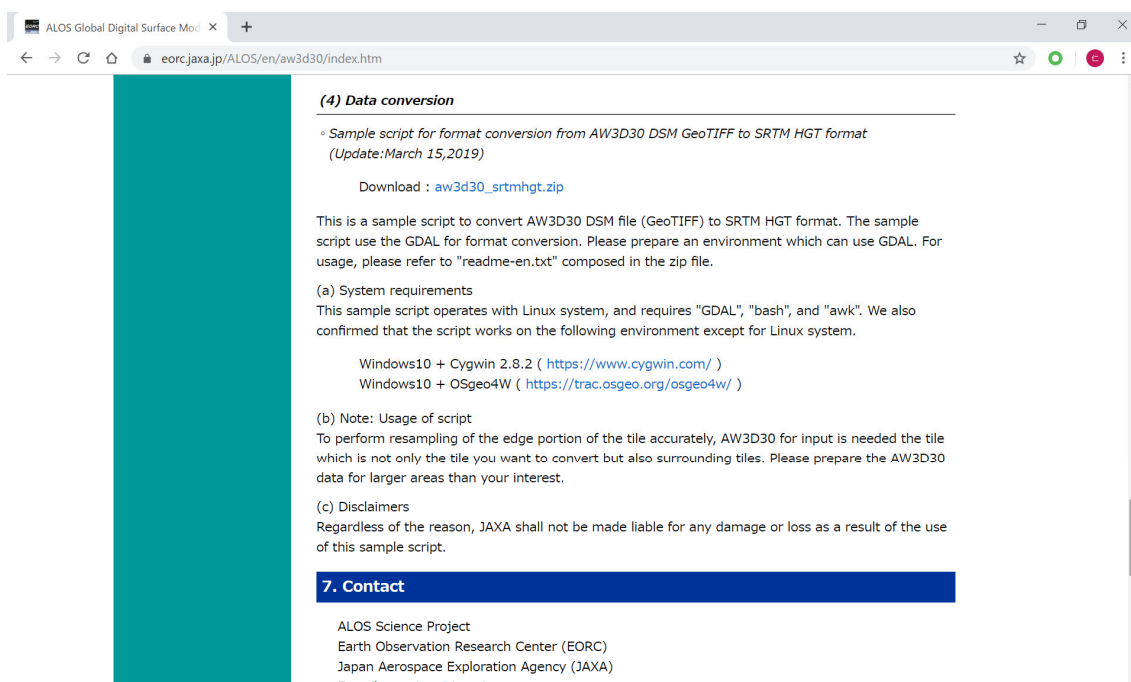 ALOS Global Digital Surface Mod
eorc.jaxa.jp/ALOS/en/aw3d30/index.htm
(4) Data conversion
◦ Sample script for format conversion from AW3D30 DSM GeoTIFF to SRTM HGT format
(Update:March 15,2019)
Download : aw3d30_srtmhgt.zip
This is a sample script to convert AW3D30 DSM file (GeoTIFF) to SRTM HGT format. The sample
script use the GDAL for format conversion. Please prepare an environment which can use GDAL. For
usage, please refer to "readme-en.txt" composed in the zip file.
(a) System requirements
This sample script operates with Linux system, and requires "GDAL", "bash", and "awk". We also
confirmed that the script works on the following environment except for Linux system.
Windows10 + Cygwin 2.8.2 ( https://www.cygwin.com/ )
Windows10 + OSgeo4W ( https://trac.osgeo.org/osgeo4w/ )
(b) Note: Usage of script
To perform resampling of the edge portion of the tile accurately, AW3D30 for input is needed the tile
which is not only the tile you want to convert but also surrounding tiles. Please prepare the AW3D30
data for larger areas than your interest.
(c) Disclaimers
Regardless of the reason, JAXA shall not be made liable for any damage or loss as a result of the use
of this sample script.
7. Contact
ALOS Science Project
Earth Observation Research Center (EORC)
Japan Aerospace Exploration Agency (JAXA)